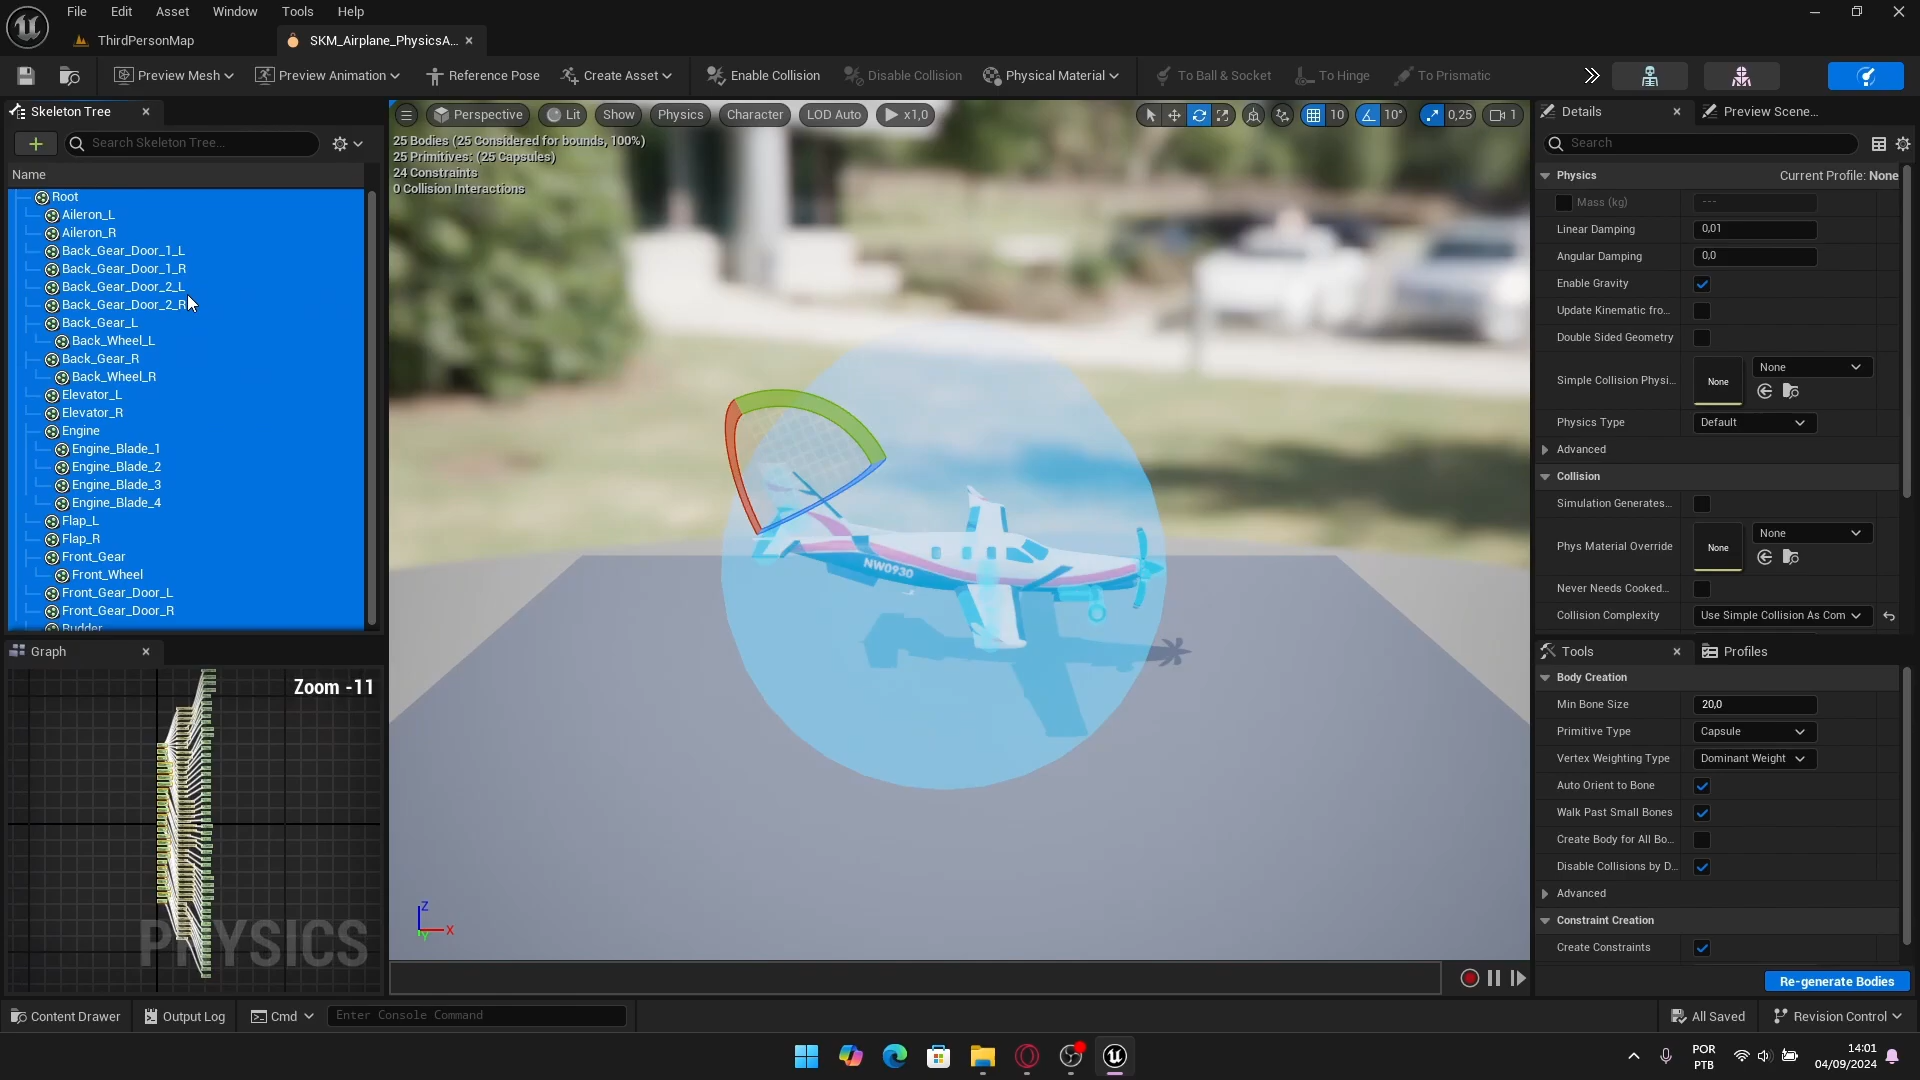 File Edit Asset Window Tools Help
ThirdPersonMap
SKM_Airplane_PhysicsA...
Preview Mesh
Preview Animation
Reference Pose
Create Asset
Enable Collision
Disable Collision
Physical Material
To Ball & Socket
To Hinge
To Prismatic
Skeleton Tree
Search Skeleton Tree...
Name
Root
Aileron_L
Aileron_R
Back_Gear_Door_1_L
Back_Gear_Door_1_R
Back_Gear_Door_2_L
Back_Gear_Door_2_R
Back_Gear_L
Back_Wheel_L
Back_Gear_R
Back_Wheel_R
Elevator_L
Elevator_R
Engine
Engine_Blade_1
Engine_Blade_2
Engine_Blade_3
Engine_Blade_4
Flap_L
Flap_R
Front_Gear
Front_Wheel
Front_Gear_Door_L
Front_Gear_Door_R
Rudder
Graph
Zoom -11
PHYSICS
Perspective Lit Show Physics Character LOD Auto x1,0
10 10° 0,25 1
25 Bodies (25 Considered for bounds, 100%)
25 Primitives: (25 Capsules)
24 Constraints
0 Collision Interactions
NW0930
Z
X
Y
Details
Preview Scene...
Search
Physics Current Profile: None
Mass (kg) ---
Linear Damping 0,01
Angular Damping 0,0
Enable Gravity
Update Kinematic fro...
Double Sided Geometry
Simple Collision Physi... None None
Physics Type Default
Advanced
Collision
Simulation Generates...
Phys Material Override None None
Never Needs Cooked...
Collision Complexity Use Simple Collision As Com
Tools
Profiles
Body Creation
Min Bone Size 20,0
Primitive Type Capsule
Vertex Weighting Type Dominant Weight
Auto Orient to Bone
Walk Past Small Bones
Create Body for All Bo...
Disable Collisions by D...
Advanced
Constraint Creation
Create Constraints
Re-generate Bodies
Content Drawer
Output Log
Cmd
Enter Console Command
All Saved
Revision Control
POR
PTB
14:01
04/09/2024